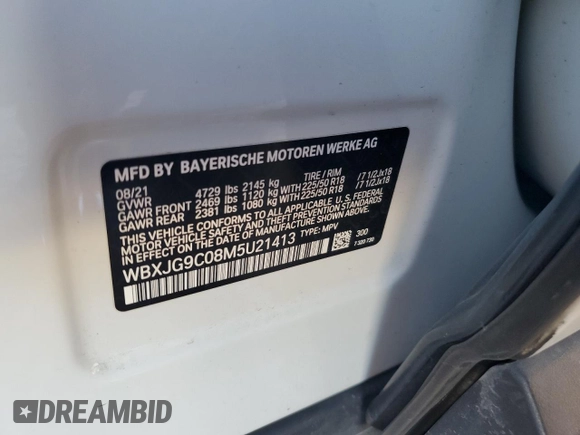 MFD BY BAYERISCHE MOTOREN WERKE AG
08/21 TIRE / RIM
GVWR 4729 lbs 2145 kg
GAWR FRONT 2469 lbs 1120 kg WITH 225/50 R18 /7 1/2Jx18
GAWR REAR 2381 lbs 1080 kg WITH 225/50 R18 /7 1/2Jx18
THIS VEHICLE CONFORMS TO ALL APPLICABLE U.S. FEDERAL
MOTOR VEHICLE SAFETY, BUMPER, AND THEFT PREVENTION STANDARDS
IN EFFECT ON THE DATE OF MANUFACTURE SHOWN ABOVE.
WBXJG9C08M5U21413 TYPE: MPV 300
DREAMBID